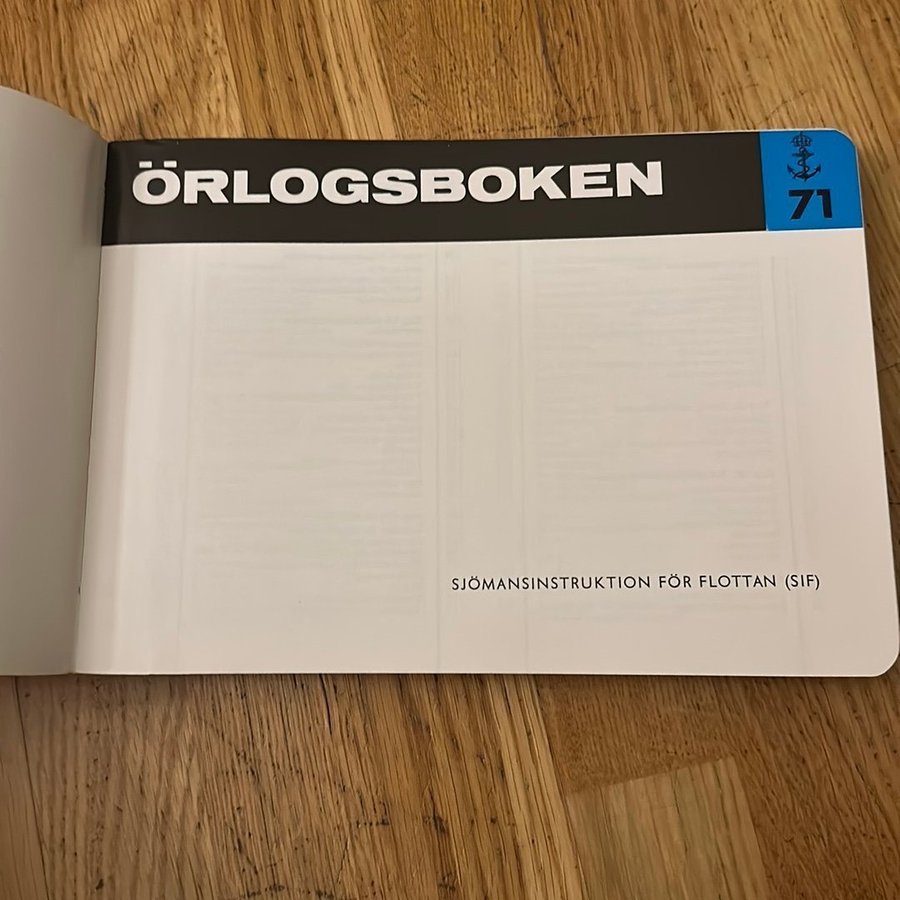 ÖRLOGSBOKEN
71
SJÖMANSINSTRUKTION FÖR FLOTTAN (SIF)